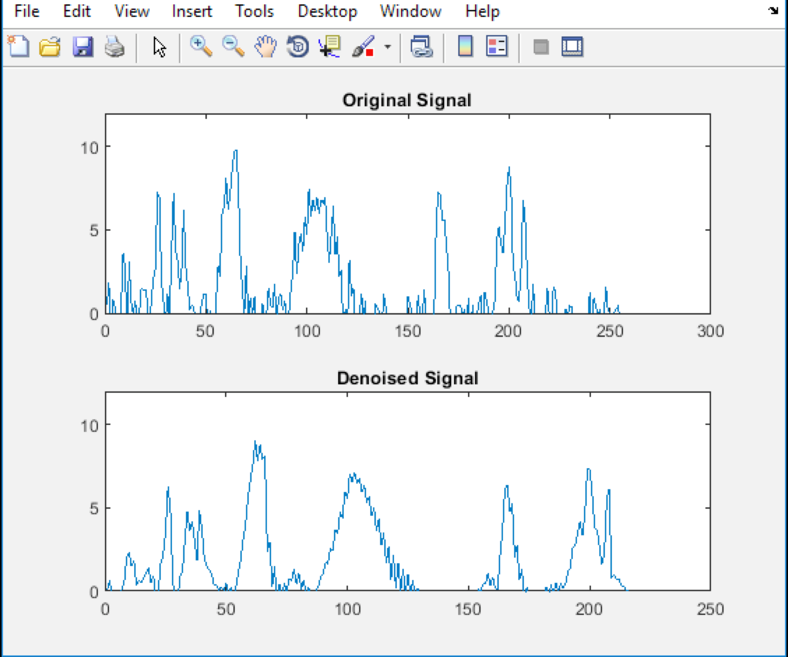 File Edit View Insert Tools Desktop Window Help
Original Signal
10
5
0
0 50 100 150 200 250 300
Denoised Signal
10
5
0
0 50 100 150 200 250